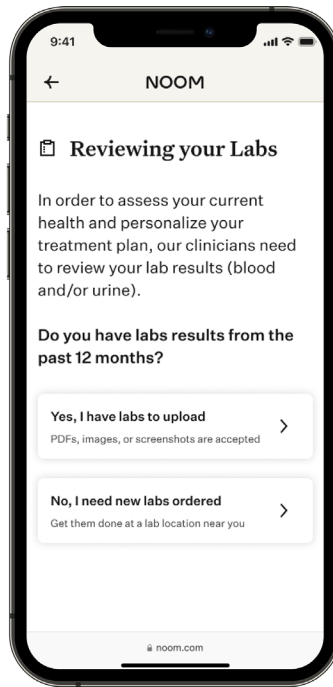 9:41
NOOM
Reviewing your Labs
In order to assess your current
health and personalize your
treatment plan, our clinicians need
to review your lab results (blood
and/or urine).
Do you have labs results from the
past 12 months?
Yes, I have labs to upload
PDFs, images, or screenshots are accepted
No, I need new labs ordered
Get them done at a lab location near you
noom.com